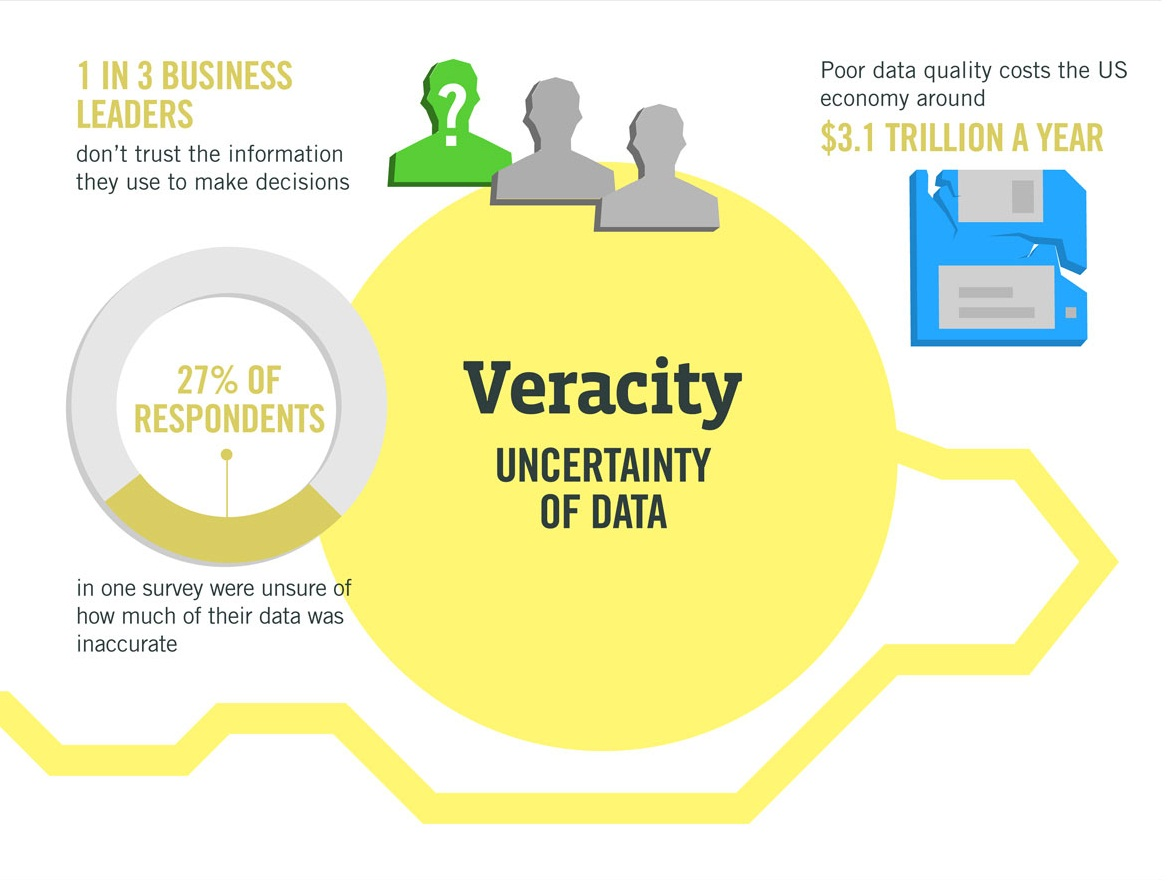 1 IN 3 BUSINESS
LEADERS
don’t trust the information
they use to make decisions
?
Poor data quality costs the US
economy around
$3.1 TRILLION A YEAR
27% OF
RESPONDENTS
in one survey were unsure of
how much of their data was
inaccurate
Veracity
UNCERTAINTY
OF DATA